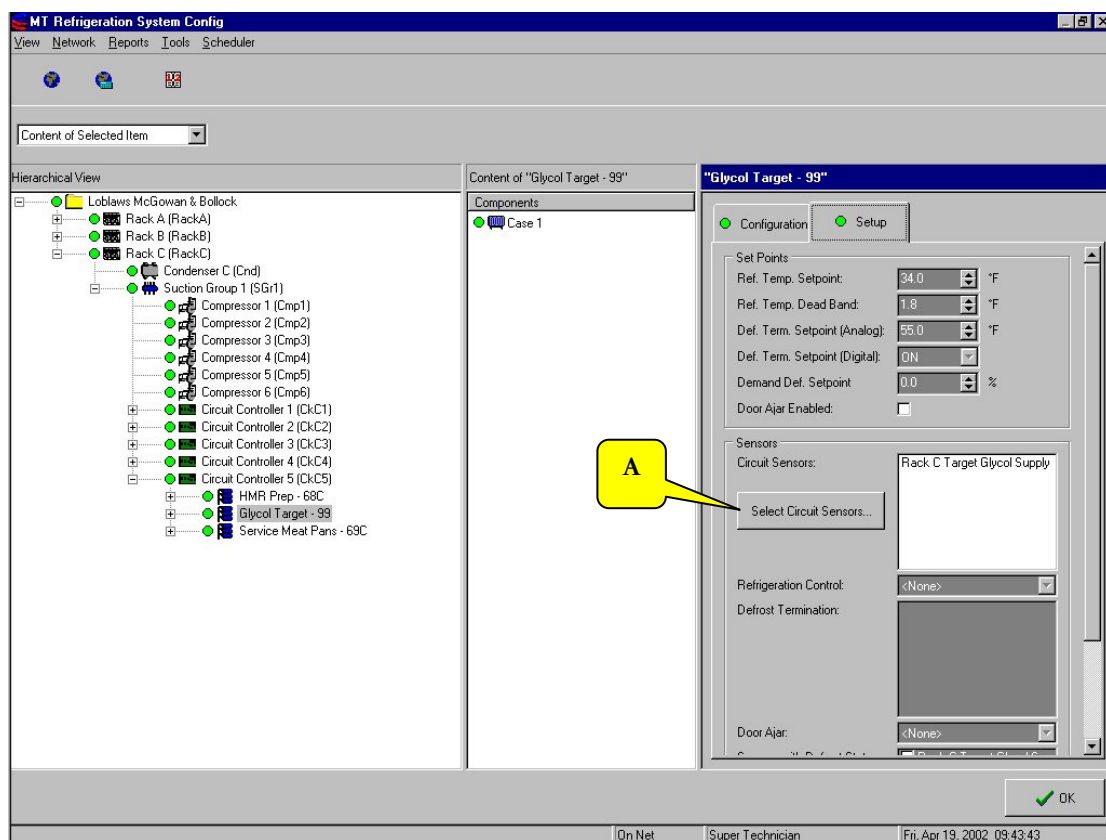 MT Refrigeration System Config
View Network Reports Tools Scheduler
Content of Selected Item
Hierarchical View
Loblaws McGowan & Bollock
Rack A (RackA)
Rack B (RackB)
Rack C (RackC)
Condenser C (Cnd)
Suction Group 1 (SGr1)
Compressor 1 (Cmp1)
Compressor 2 (Cmp2)
Compressor 3 (Cmp3)
Compressor 4 (Cmp4)
Compressor 5 (Cmp5)
Compressor 6 (Cmp6)
Circuit Controller 1 (CkC1)
Circuit Controller 2 (CkC2)
Circuit Controller 3 (CkC3)
Circuit Controller 4 (CkC4)
Circuit Controller 5 (CkC5)
HMR Prep - 68C
Glycol Target - 99
Service Meat Pans - 69C
Content of "Glycol Target - 99"
Components
Case 1
"Glycol Target - 99"
Configuration Setup
Set Points
Ref. Temp. Setpoint: 34.0 °F
Ref. Temp. Dead Band: 1.8 °F
Def. Term. Setpoint (Analog): 55.0 °F
Def. Term. Setpoint (Digital): ON
Demand Def. Setpoint 0.0 %
Door Ajar Enabled:
Sensors
Circuit Sensors: Rack C Target Glycol Supply
A
Select Circuit Sensors...
Refrigeration Control: <None>
Defrost Termination:
Door Ajar: <None>
OK
On Net Super Technician Fri, Apr 19, 2002 09:43:43